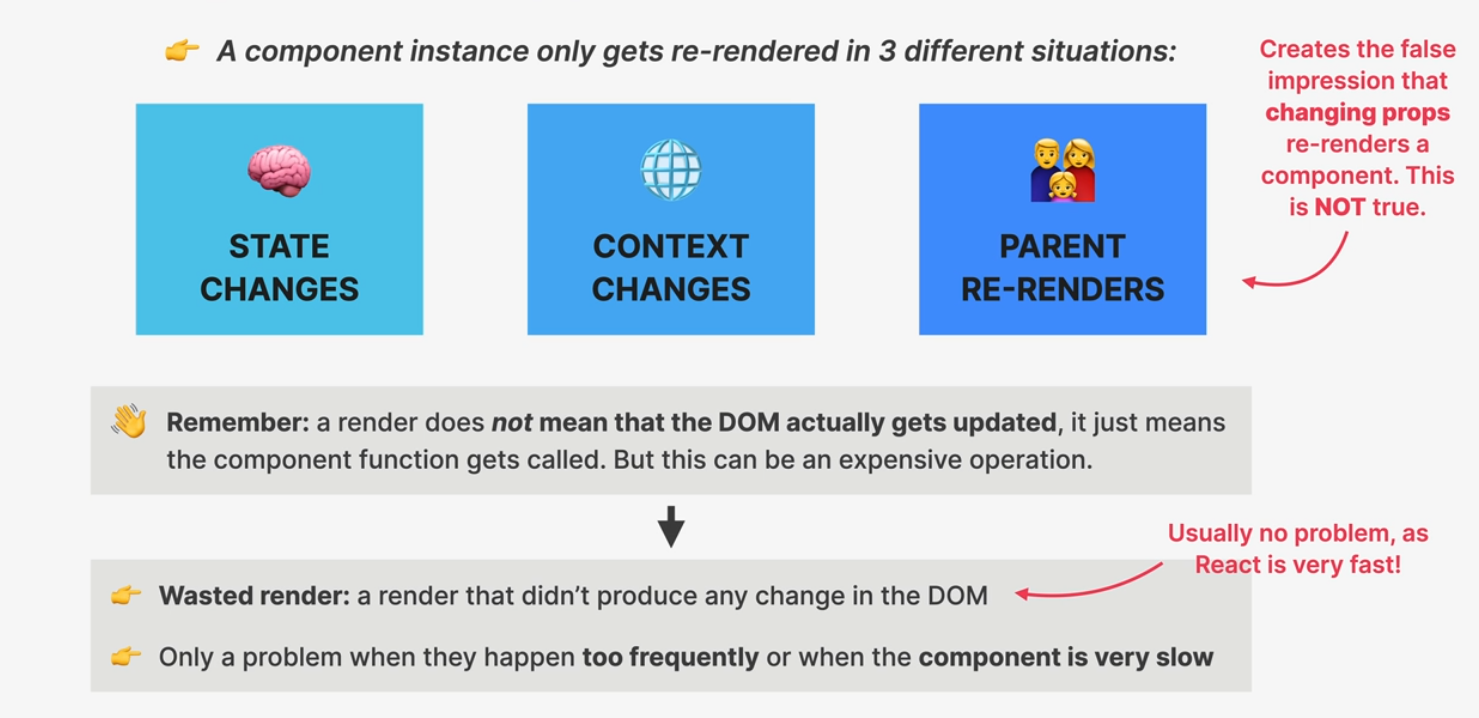 A component instance only gets re-rendered in 3 different situations:
Creates the false
impression that
changing props
re-renders a
component. This
is NOT true.
STATE
CHANGES
CONTEXT
CHANGES
PARENT
RE-RENDERS
Remember: a render does not mean that the DOM actually gets updated, it just means
the component function gets called. But this can be an expensive operation.
Usually no problem, as
React is very fast!
Wasted render: a render that didn’t produce any change in the DOM
Only a problem when they happen too frequently or when the component is very slow